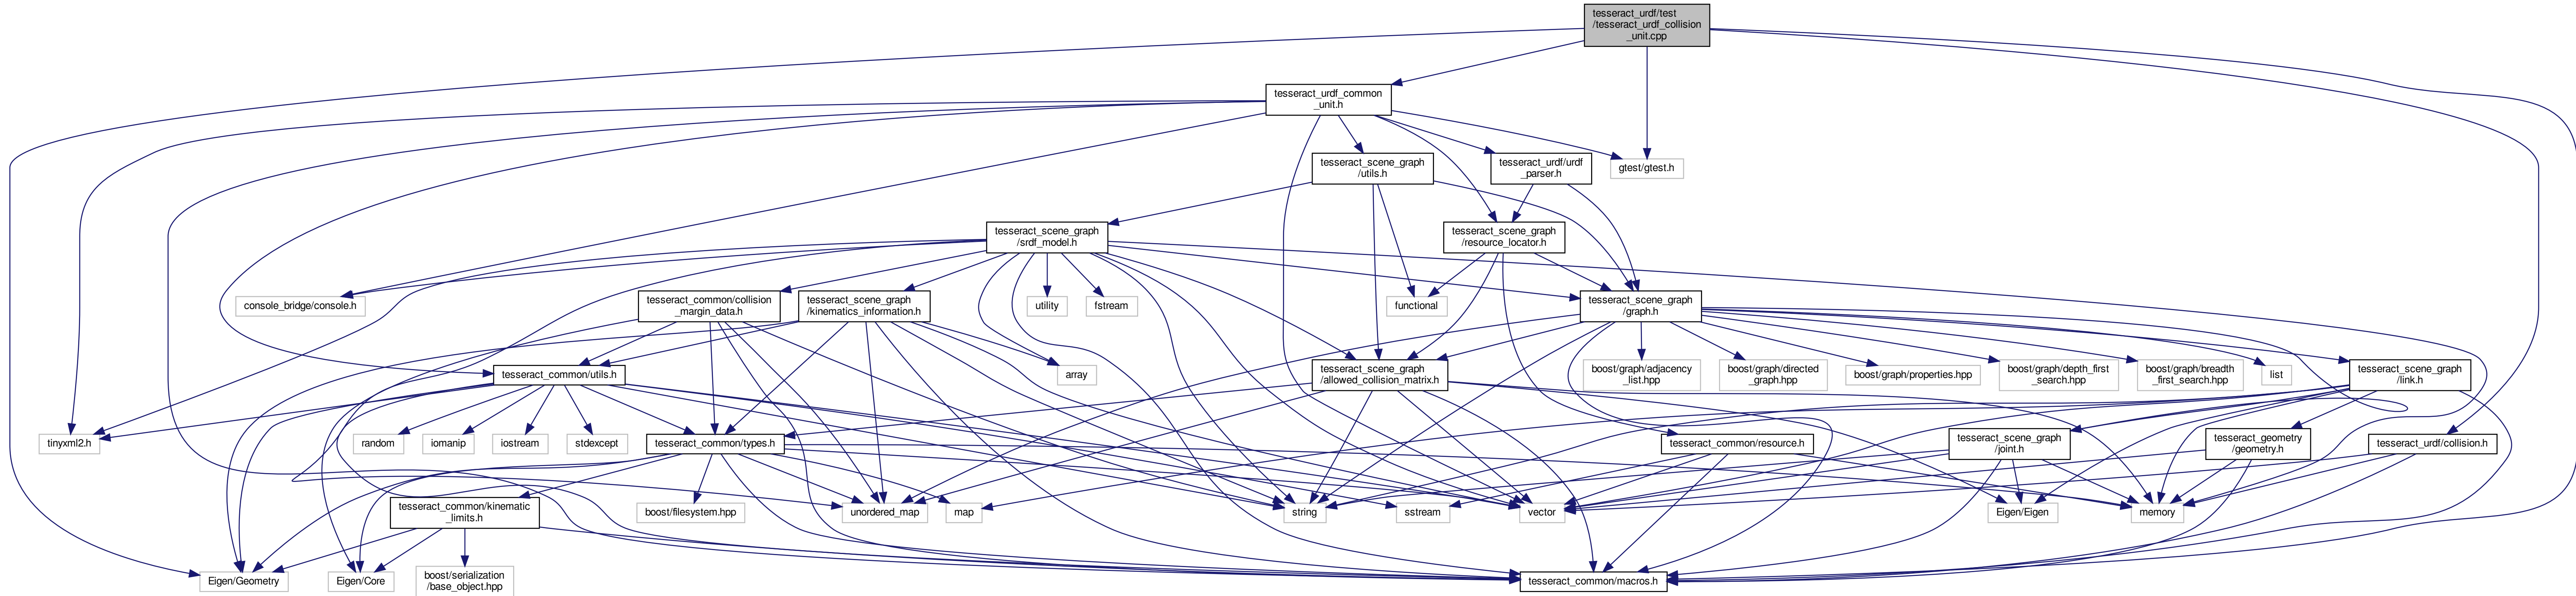 tesseract_urdf/test
/tesseract_urdf_collision
_unit.cpp
tesseract_urdf_common
_unit.h
tesseract_scene_graph
/utils.h
tesseract_urdf/urdf
_parser.h
gtest/gtest.h
tesseract_scene_graph
/srdf_model.h
tesseract_scene_graph
/resource_locator.h
console_bridge/console.h
tesseract_common/collision
_margin_data.h
tesseract_scene_graph
/kinematics_information.h
utility
fstream
functional
tesseract_scene_graph
/graph.h
tesseract_common/utils.h
array
tesseract_scene_graph
/allowed_collision_matrix.h
boost/graph/adjacency
_list.hpp
boost/graph/directed
_graph.hpp
boost/graph/properties.hpp
boost/graph/depth_first
_search.hpp
boost/graph/breadth
_first_search.hpp
list
tesseract_scene_graph
/link.h
tinyxml2.h
random
iomanip
iostream
stdexcept
tesseract_common/types.h
tesseract_common/resource.h
tesseract_scene_graph
/joint.h
tesseract_geometry
/geometry.h
tesseract_urdf/collision.h
tesseract_common/kinematic
_limits.h
boost/filesystem.hpp
unordered_map
map
string
sstream
vector
Eigen/Eigen
memory
Eigen/Geometry
Eigen/Core
boost/serialization
/base_object.hpp
tesseract_common/macros.h